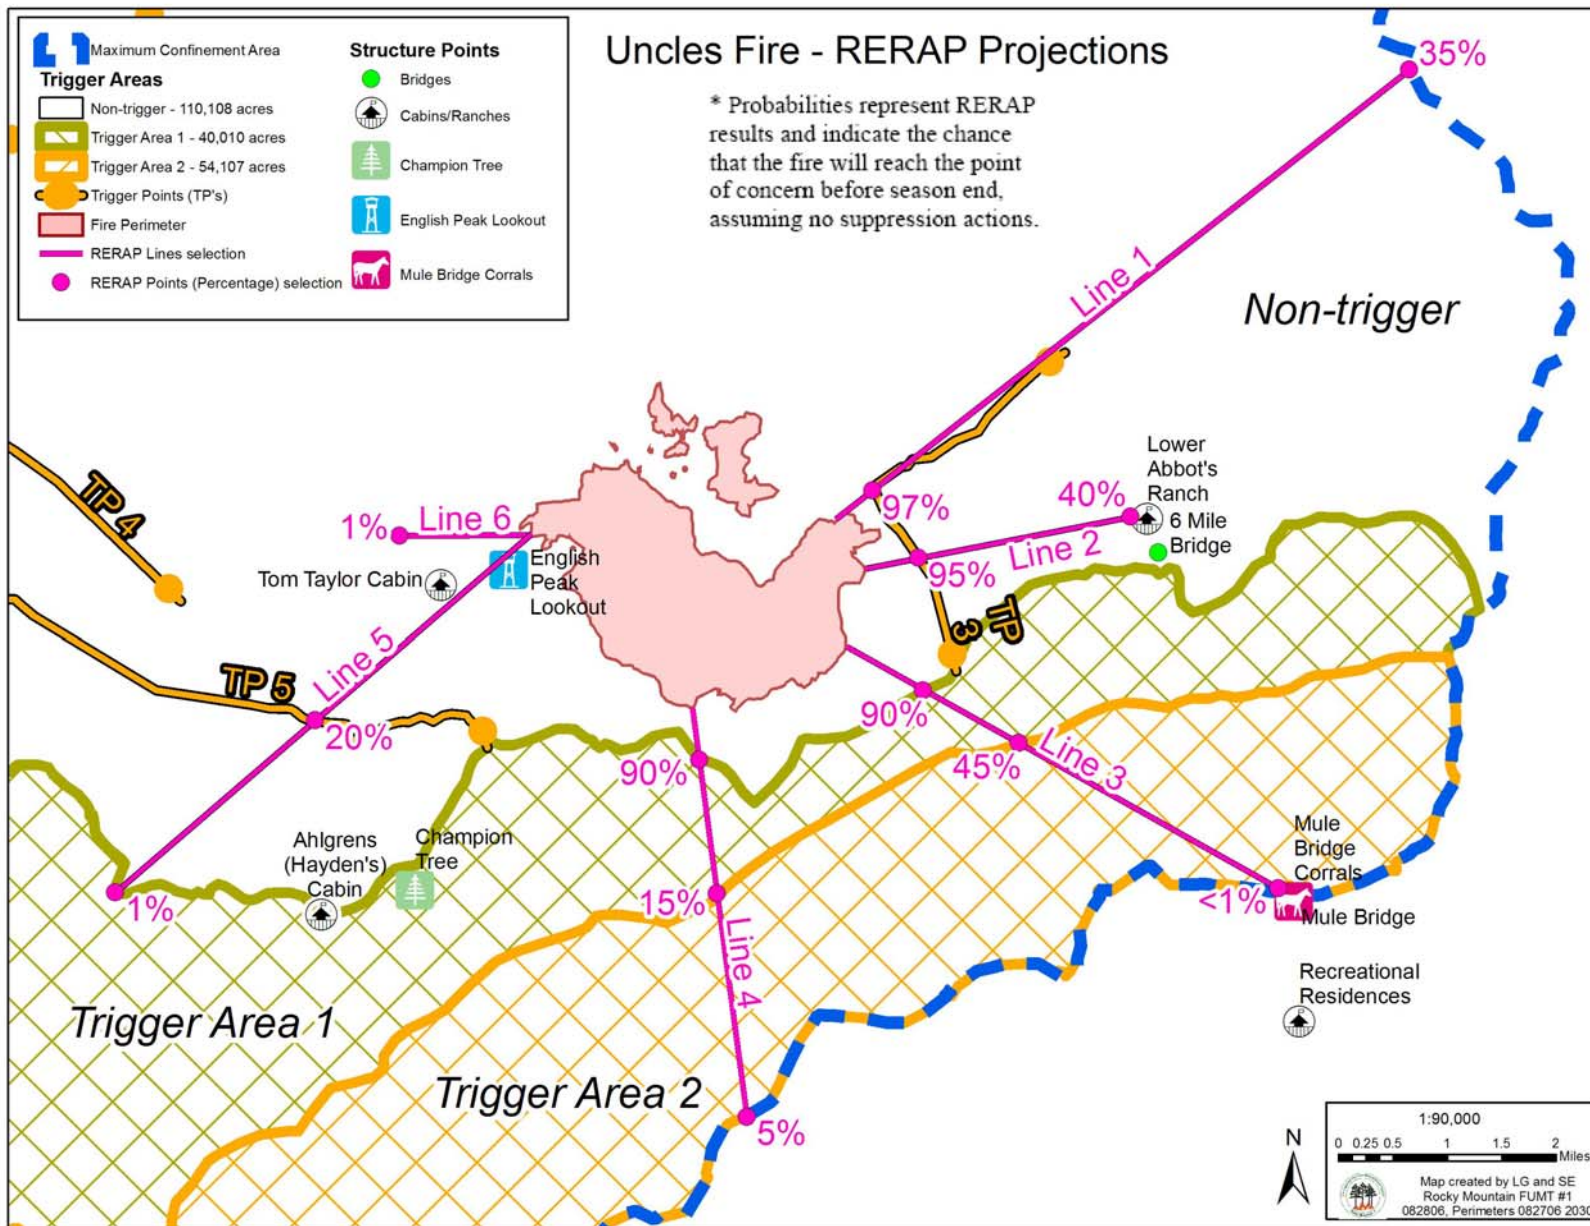 Maximum Confinement Area
Trigger Areas
Non-trigger - 110,108 acres
Trigger Area 1 - 40,010 acres
Trigger Area 2 - 54,107 acres
Trigger Points (TP's)
Fire Perimeter
RERAP Lines selection
RERAP Points (Percentage) selection
Structure Points
Bridges
Cabins/Ranches
Champion Tree
English Peak Lookout
Mule Bridge Corrals
Uncles Fire - RERAP Projections
* Probabilities represent RERAP
results and indicate the chance
that the fire will reach the point
of concern before season end,
assuming no suppression actions.
35%
Line 1
Non-trigger
Lower
Abbot's
Ranch
40%
6 Mile
Bridge
97%
Line 2
95%
TP 4
1%
Line 6
English
Peak
Lookout
Tom Taylor Cabin
TP 3
Line 5
TP 5
20%
90%
90%
45%
Line 3
Ahlgrens
(Hayden's)
Cabin
Champion
Tree
1%
15%
Line 4
Mule
Bridge
Corrals
<1%
Mule Bridge
Recreational
Residences
Trigger Area 1
Trigger Area 2
5%
N
1:90,000
0 0.25 0.5 1 1.5 2
Miles
Map created by LG and SE
Rocky Mountain FUMT #1
082806, Perimeters 082706 2030